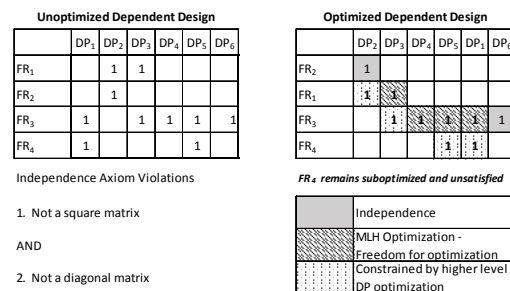 Unoptimized Dependent Design
DP1 DP2 DP3 DP4 DP5 DP6
FR1 1 1
FR2 1
FR3 1 1 1 1 1
FR4 1 1
Independence Axiom Violations
1. Not a square matrix
AND
2. Not a diagonal matrix
Optimized Dependent Design
DP2 DP3 DP4 DP5 DP1 DP6
FR2 1
FR1 1 1
FR3 1 1 1 1 1
FR4 1 1
FR4 remains suboptimized and unsatisfied
Independence
MLH Optimization -
Freedom for optimization
Constrained by higher level
DP optimization